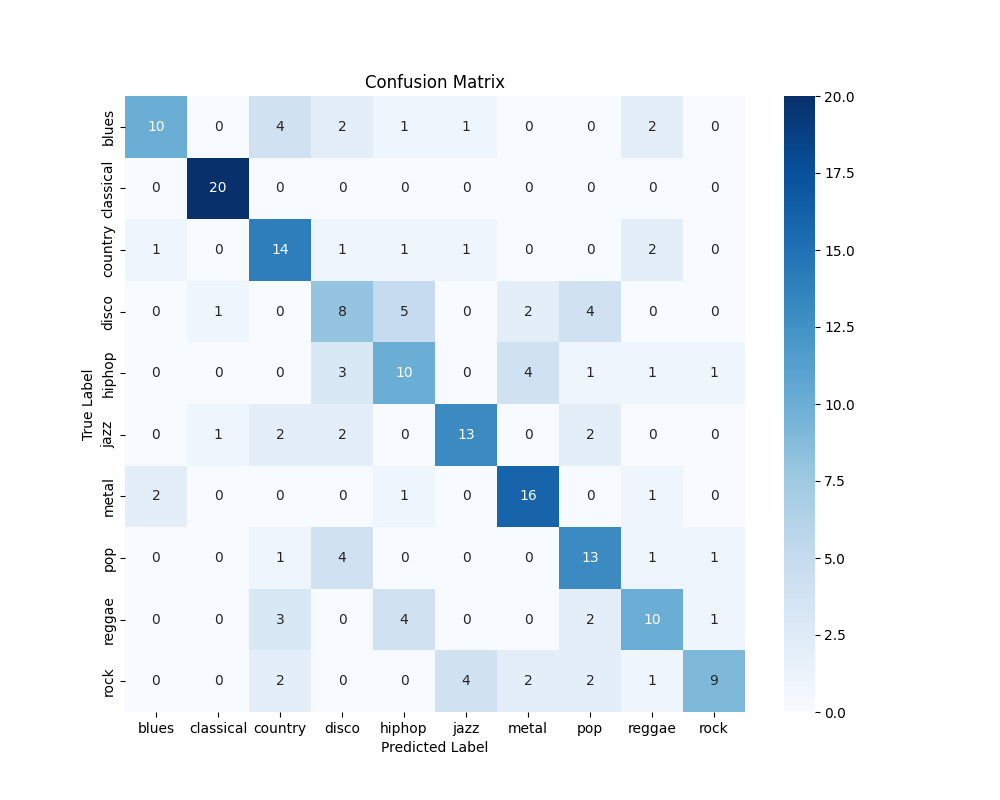 Confusion Matrix
blues 10 0 4 2 1 1 0 0 2 0
classical 0 20 0 0 0 0 0 0 0 0
country 1 0 14 1 1 1 0 0 2 0
disco 0 1 0 8 5 0 2 4 0 0
hiphop 0 0 0 3 10 0 4 1 1 1
jazz 0 1 2 2 0 13 0 2 0 0
metal 2 0 0 0 1 0 16 0 1 0
pop 0 0 1 4 0 0 0 13 1 1
reggae 0 0 3 0 4 0 0 2 10 1
rock 0 0 2 0 0 4 2 2 1 9
True Label
blues classical country disco hiphop jazz metal pop reggae rock
Predicted Label
20.0
17.5
15.0
12.5
10.0
7.5
5.0
2.5
0.0